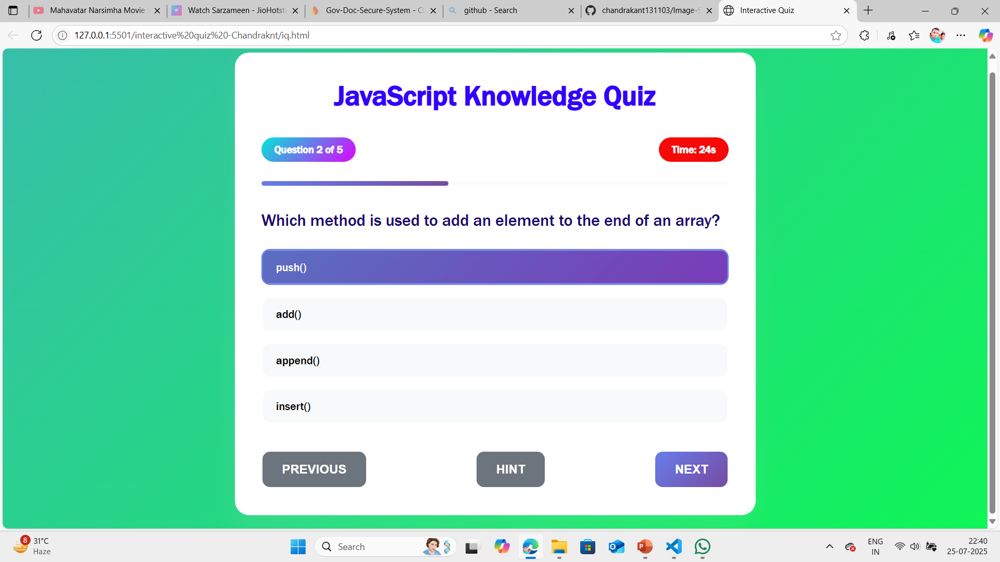 Mahavatar Narsimha Movie
Watch Sarzameen - JioHotst
Gov-Doc-Secure-System - C
github - Search
chandrakant131103/Image-S
Interactive Quiz
127.0.0.1:5501/interactive%20quiz%20-Chandraknt/iq.html
JavaScript Knowledge Quiz
Question 2 of 5
Time: 24s
Which method is used to add an element to the end of an array?
push()
add()
append()
insert()
PREVIOUS
HINT
NEXT
8
31°C
Haze
Search
ENG
IN
22:40
25-07-2025